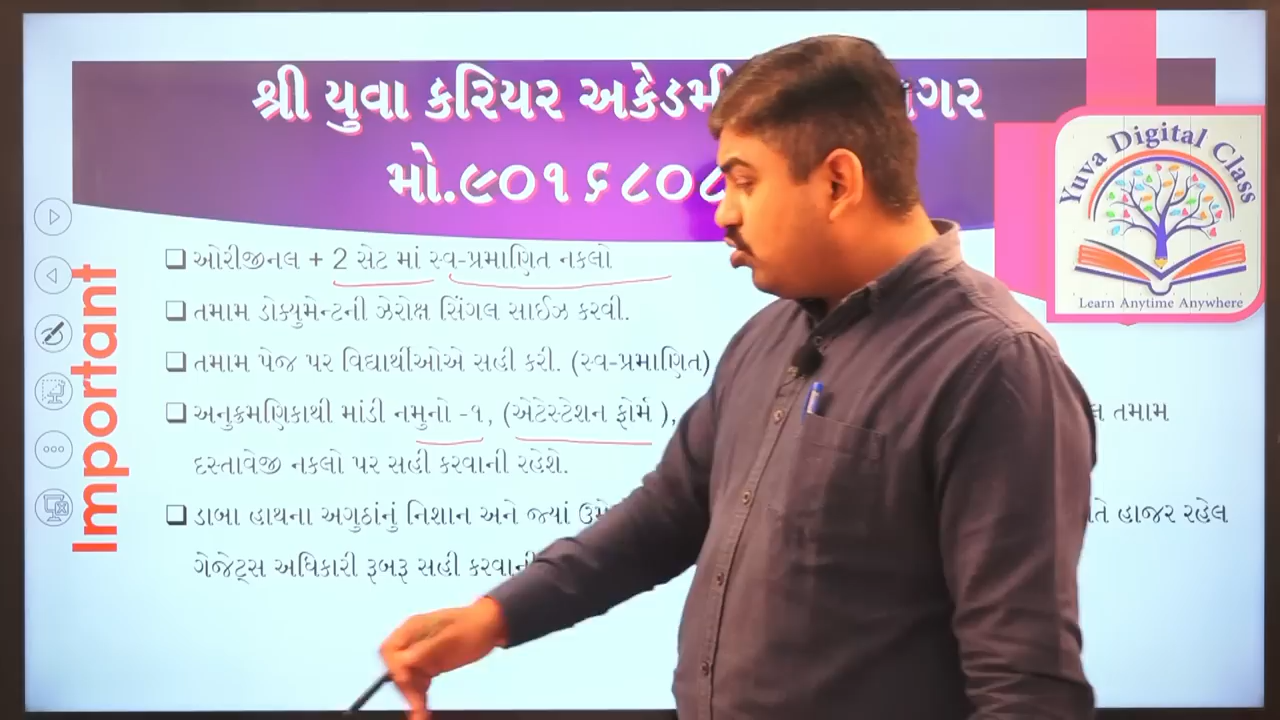 શ્રી યુવા કરિયર અકેડમી
મો.૯૦૧૬૮૦૮
Yuva Digital Class
Learn Anytime Anywhere
Important
❑ ઓરીજીનલ + 2 સેટ માં સ્વ-પ્રમાણિત નકલો
❑ તમામ ડોક્યુમેન્ટની ઝેરોક્ષ સિંગલ સાઈઝ કરવી.
❑ તમામ પેજ પર વિદ્યાર્થીઓએ સહી કરી. (સ્વ-પ્રમાણિત)
❑ અનુક્રમણિકાથી માંડી નમુનો -૧, (એટેસ્ટેશન ફોર્મ ), તમામ
દસ્તાવેજી નકલો પર સહી કરવાની રહેશે.
❑ ડાબા હાથના અગુઠાંનું નિશાન અને જ્યાં હાજર રહેલ
ગેજેટ્સ અધિકારી રૂબરૂ સહી કરવાની